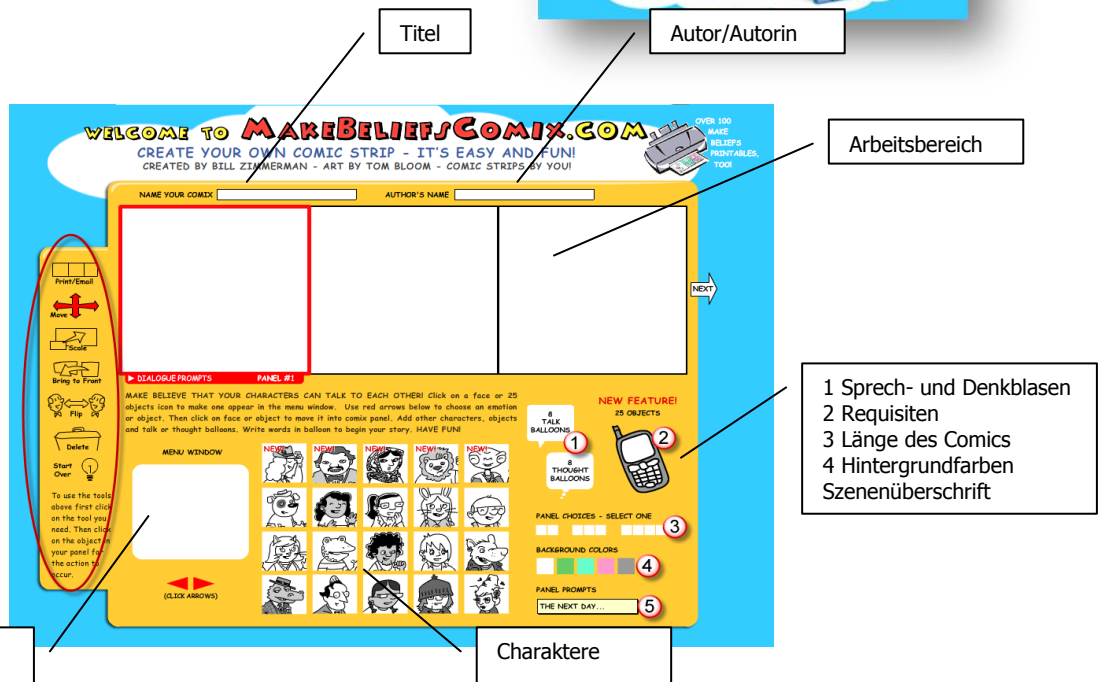 Titel
Autor/Autorin
WELCOME TO MAKEBELIEFSCOMIX.COM
CREATE YOUR OWN COMIC STRIP - IT'S EASY AND FUN!
CREATED BY BILL ZIMMERMAN - ART BY TOM BLOOM - COMIC STRIPS BY YOU!
OVER 100
MAKE
BELIEFS
PRINTABLES,
TOO!
Arbeitsbereich
NAME YOUR COMIX
AUTHOR'S NAME
Print/Email
Move
Scale
Bring to Front
Flip
Delete
Start
Over
To use the tools
above first click
on the tool you
need. Then click
on the object in
your panel for
the action to
occur.
NEXT
DIALOGUE PROMPTS
PANEL #1
MAKE BELIEVE THAT YOUR CHARACTERS CAN TALK TO EACH OTHER! Click on a face or 25
objects icon to make one appear in the menu window. Use red arrows below to choose an emotion
or object. Then click on face or object to move it into comix panel. Add other characters, objects
and talk or thought balloons. Write words in balloon to begin your story. HAVE FUN!
MENU WINDOW
(CLICK ARROWS)
NEW!
NEW!
NEW!
NEW!
NEW!
8
TALK
BALLOONS
1
8
THOUGHT
BALLOONS
NEW FEATURE!
25 OBJECTS
2
PANEL CHOICES - SELECT ONE
3
BACKGROUND COLORS
4
PANEL PROMPTS
THE NEXT DAY...
5
1 Sprech- und Denkblasen
2 Requisiten
3 Länge des Comics
4 Hintergrundfarben
Szenenüberschrift
Charaktere